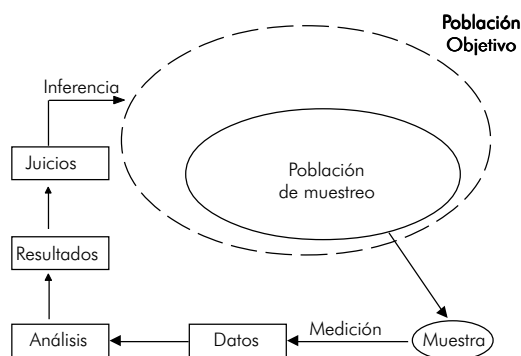 Población
Objetivo
Inferencia
Juicios
Población
de muestreo
Resultados
Análisis
Datos
Medición
Muestra